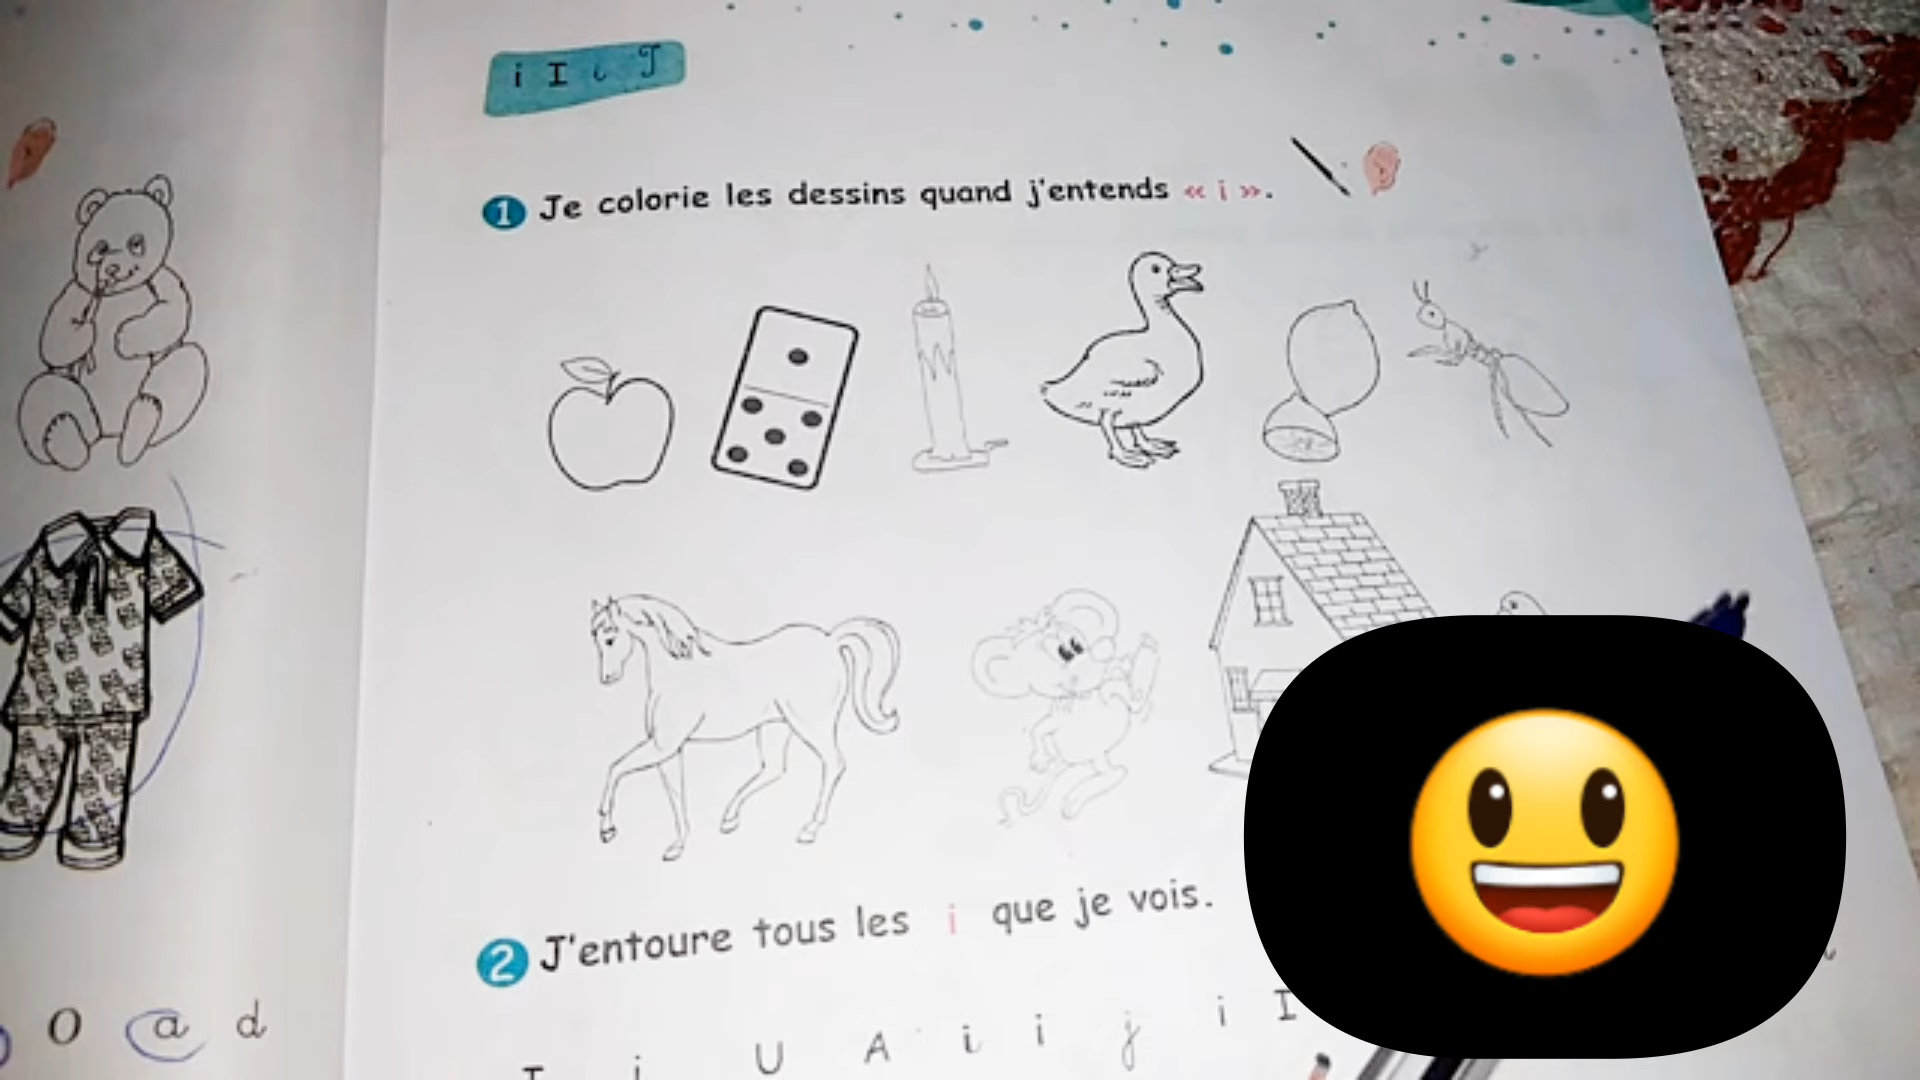 i I i I
1 Je colorie les dessins quand j'entends « i ».
2 J'entoure tous les i que je vois.
i I
U A i i j
O a d